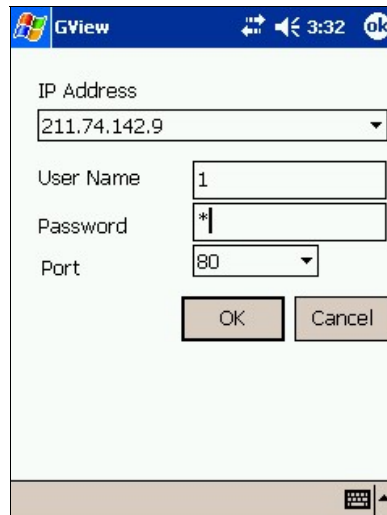 GView 3:32 ok
IP Address
211.74.142.9
User Name 1
Password *
Port 80
OK Cancel